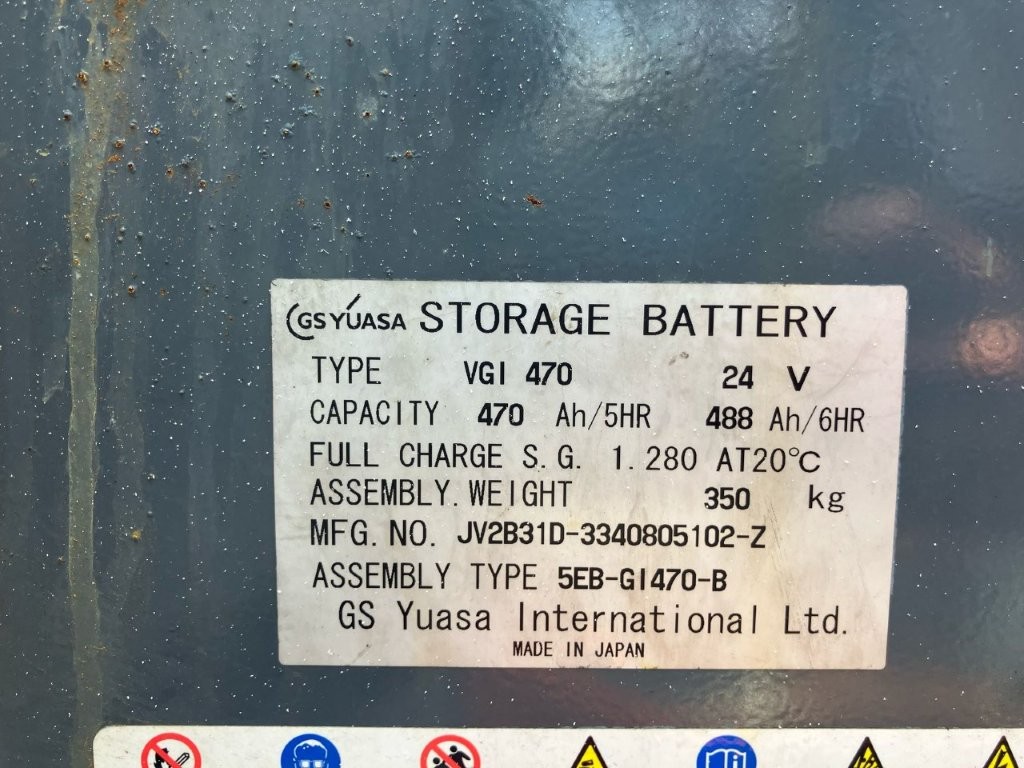 GS YUASA STORAGE BATTERY
TYPE VGI 470 24 V
CAPACITY 470 Ah/5HR 488 Ah/6HR
FULL CHARGE S.G. 1.280 AT20℃
ASSEMBLY.WEIGHT 350 kg
MFG.NO. JV2B31D-3340805102-Z
ASSEMBLY TYPE 5EB-GI470-B
GS Yuasa International Ltd.
MADE IN JAPAN